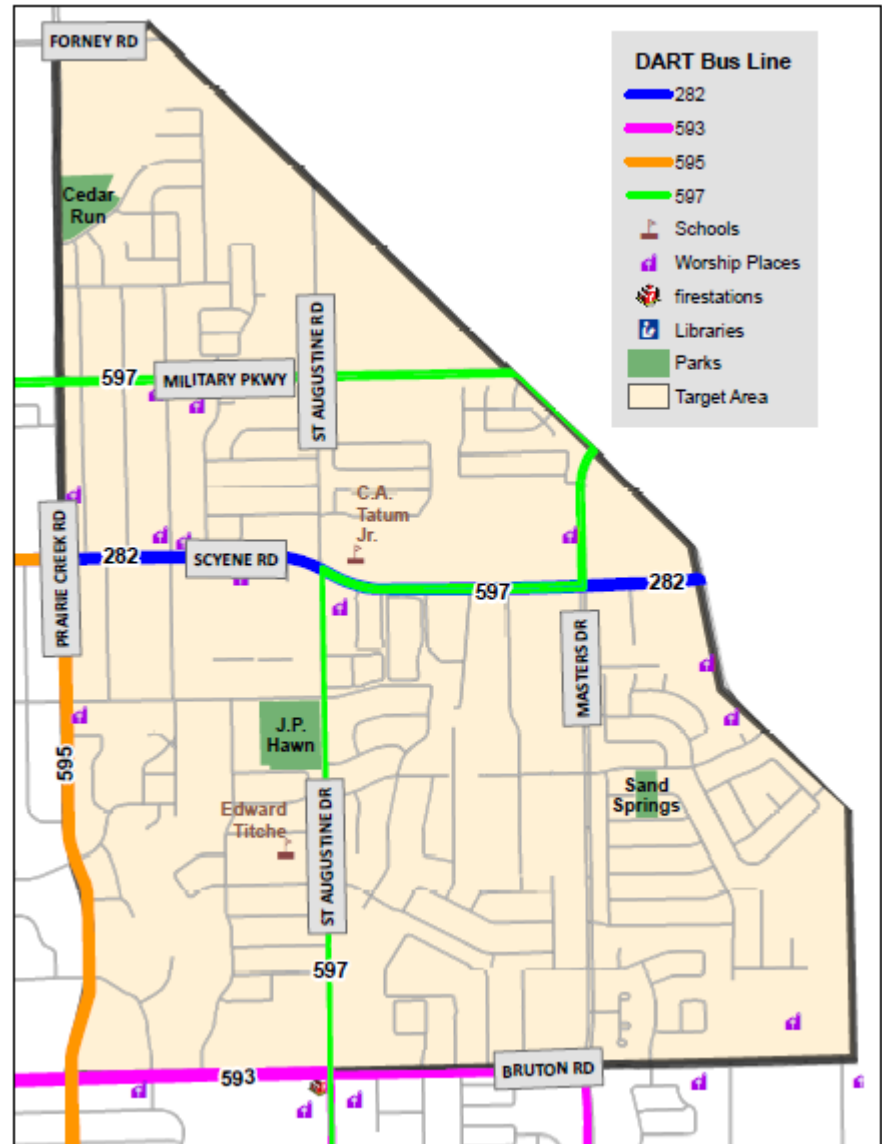 FORNEY RD
DART Bus Line
282
593
595
597
Schools
Worship Places
firestations
Libraries
Parks
Target Area
Cedar
Run
ST AUGUSTINE RD
597
MILITARY PKWY
C.A.
Tatum
Jr.
PRAIRIE CREEK RD
282
SCYENE RD
597
282
MASTERS DR
J.P.
Hawn
595
Sand
Springs
Edward
Titche
ST AUGUSTINE DR
597
593
BRUTON RD